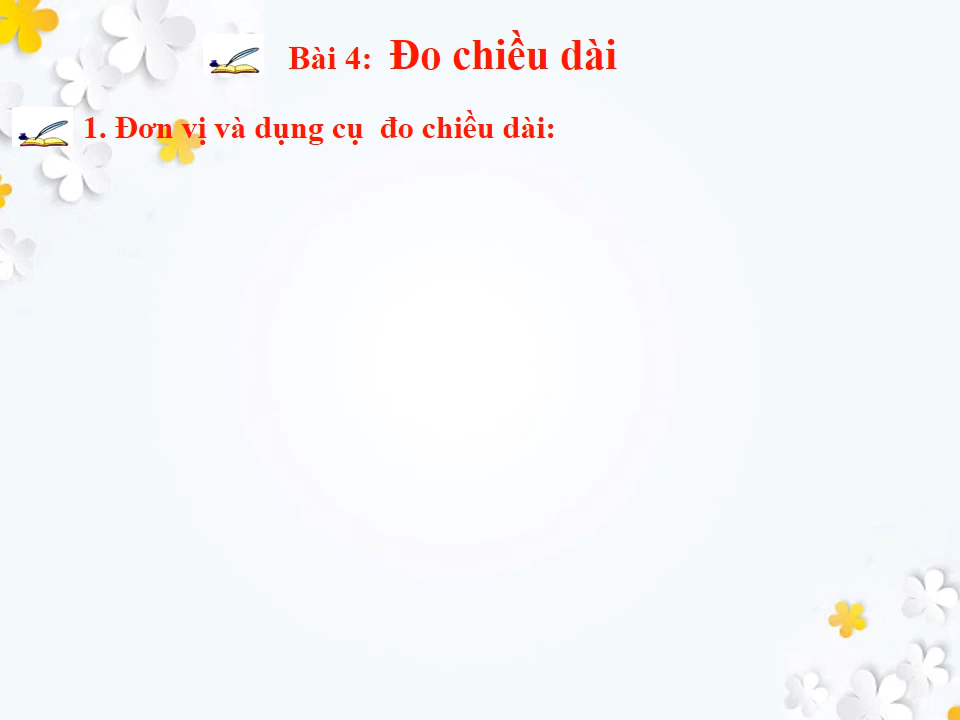 Bài 4: Đo chiều dài
1. Đơn vị và dụng cụ đo chiều dài: